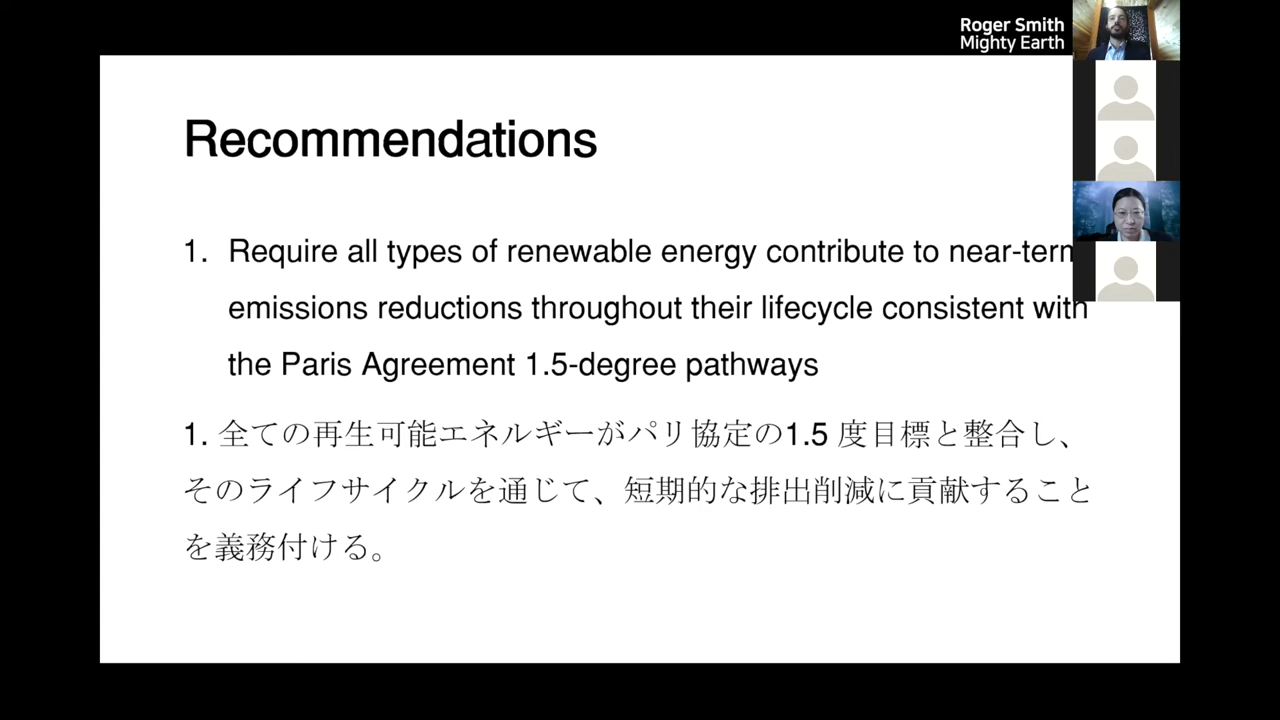 Roger Smith
Mighty Earth
Recommendations
1. Require all types of renewable energy contribute to near-term
emissions reductions throughout their lifecycle consistent with
the Paris Agreement 1.5-degree pathways
1. 全ての再生可能エネルギーがパリ協定の1.5 度目標と整合し、
そのライフサイクルを通じて、短期的な排出削減に貢献すること
を義務付ける。